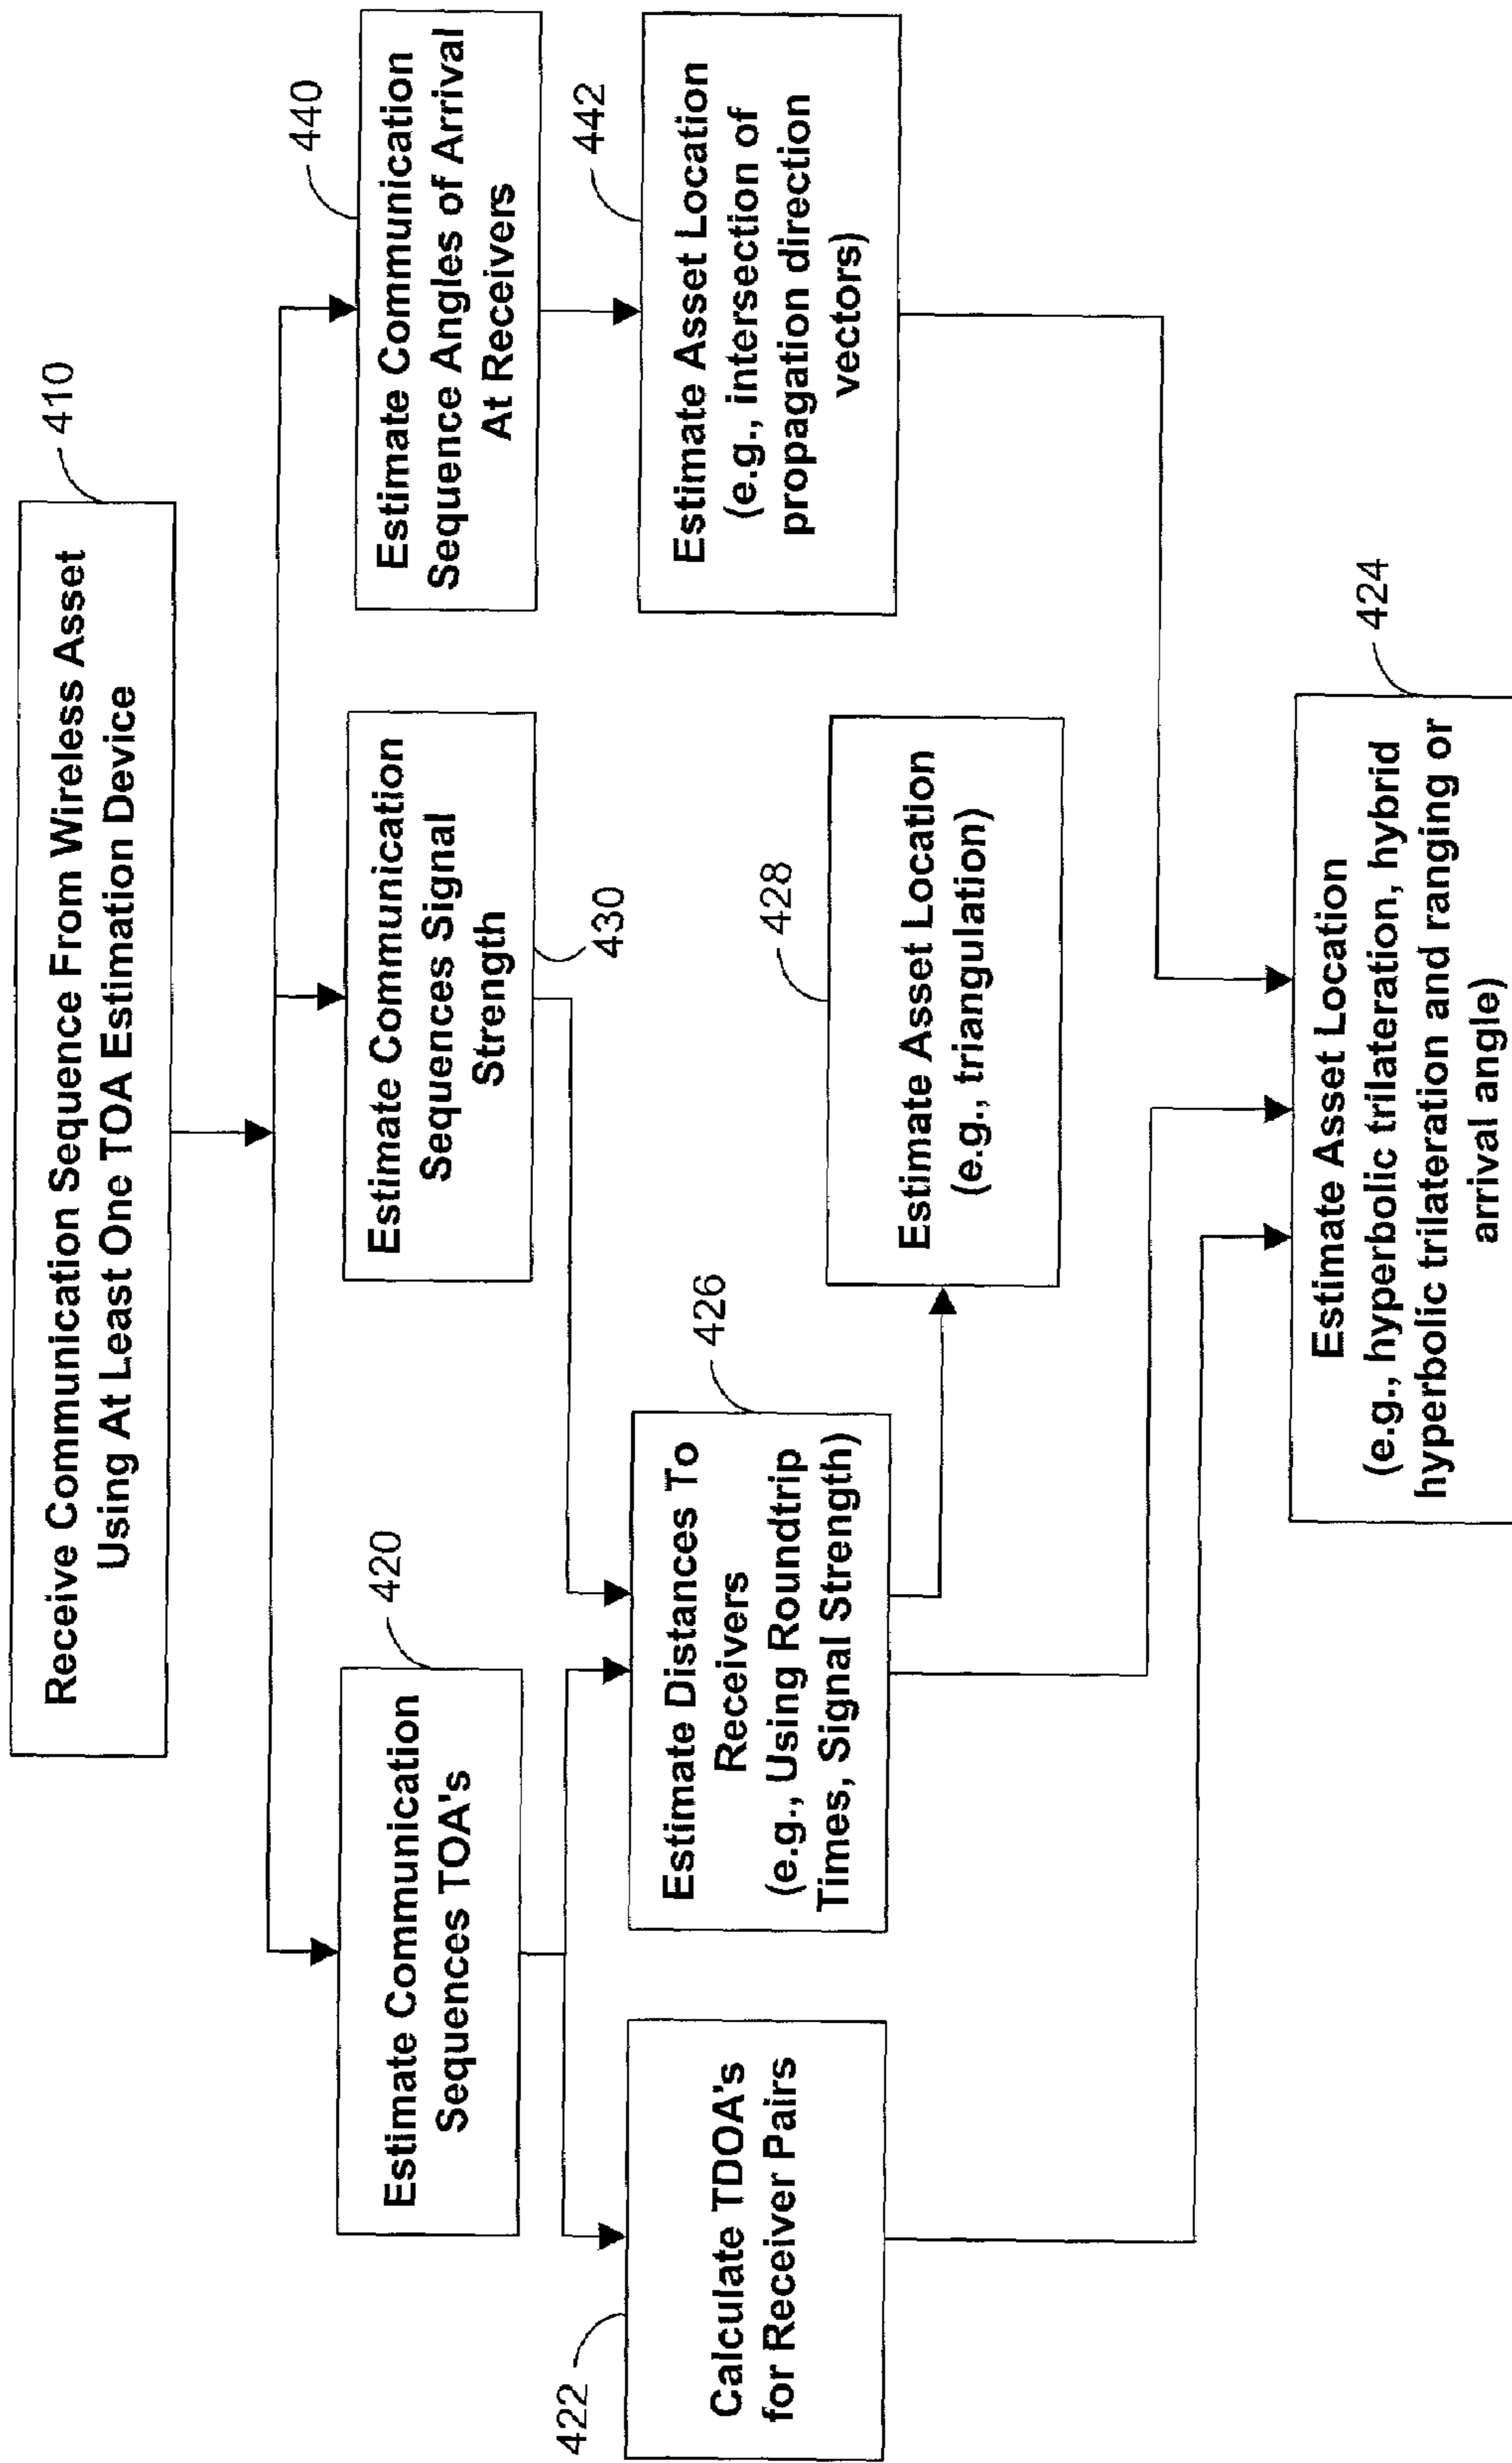 Receive Communication Sequence From Wireless Asset
Using At Least One TOA Estimation Device
410
Estimate Communication
Sequences TOA's
420
Estimate Communication
Sequences Signal
Strength
430
Estimate Communication
Sequence Angles of Arrival
At Receivers
440
Calculate TDOA's
for Receiver Pairs
422
Estimate Distances To
Receivers
(e.g., Using Roundtrip
Times, Signal Strength)
426
Estimate Asset Location
(e.g., triangulation)
428
Estimate Asset Location
(e.g., intersection of
propagation direction
vectors)
442
Estimate Asset Location
(e.g., hyperbolic trilateration, hybrid
hyperbolic trilateration and ranging or
arrival angle)
424